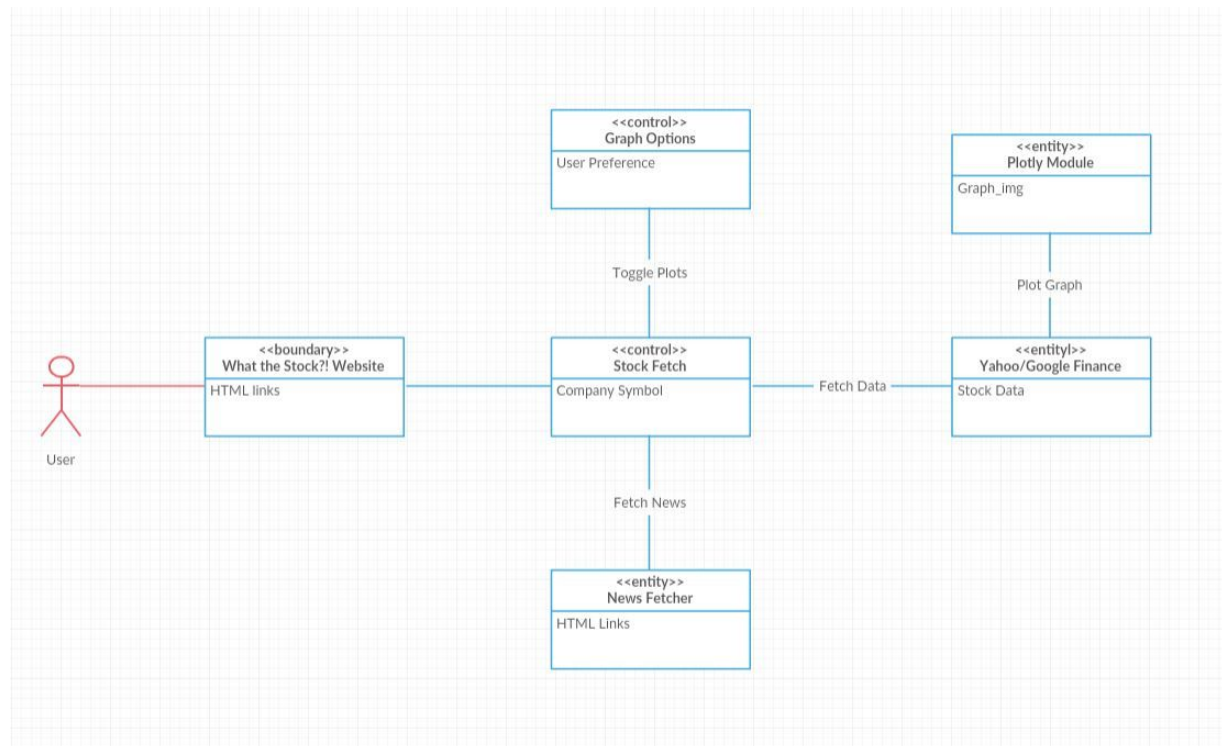 <<control>>
Graph Options
User Preference
<<entity>>
Plotly Module
Graph_img
Toggle Plots
Plot Graph
<<boundary>>
What the Stock?! Website
HTML links
<<control>>
Stock Fetch
Company Symbol
Fetch Data
<<entityl>>
Yahoo/Google Finance
Stock Data
User
Fetch News
<<entity>>
News Fetcher
HTML Links